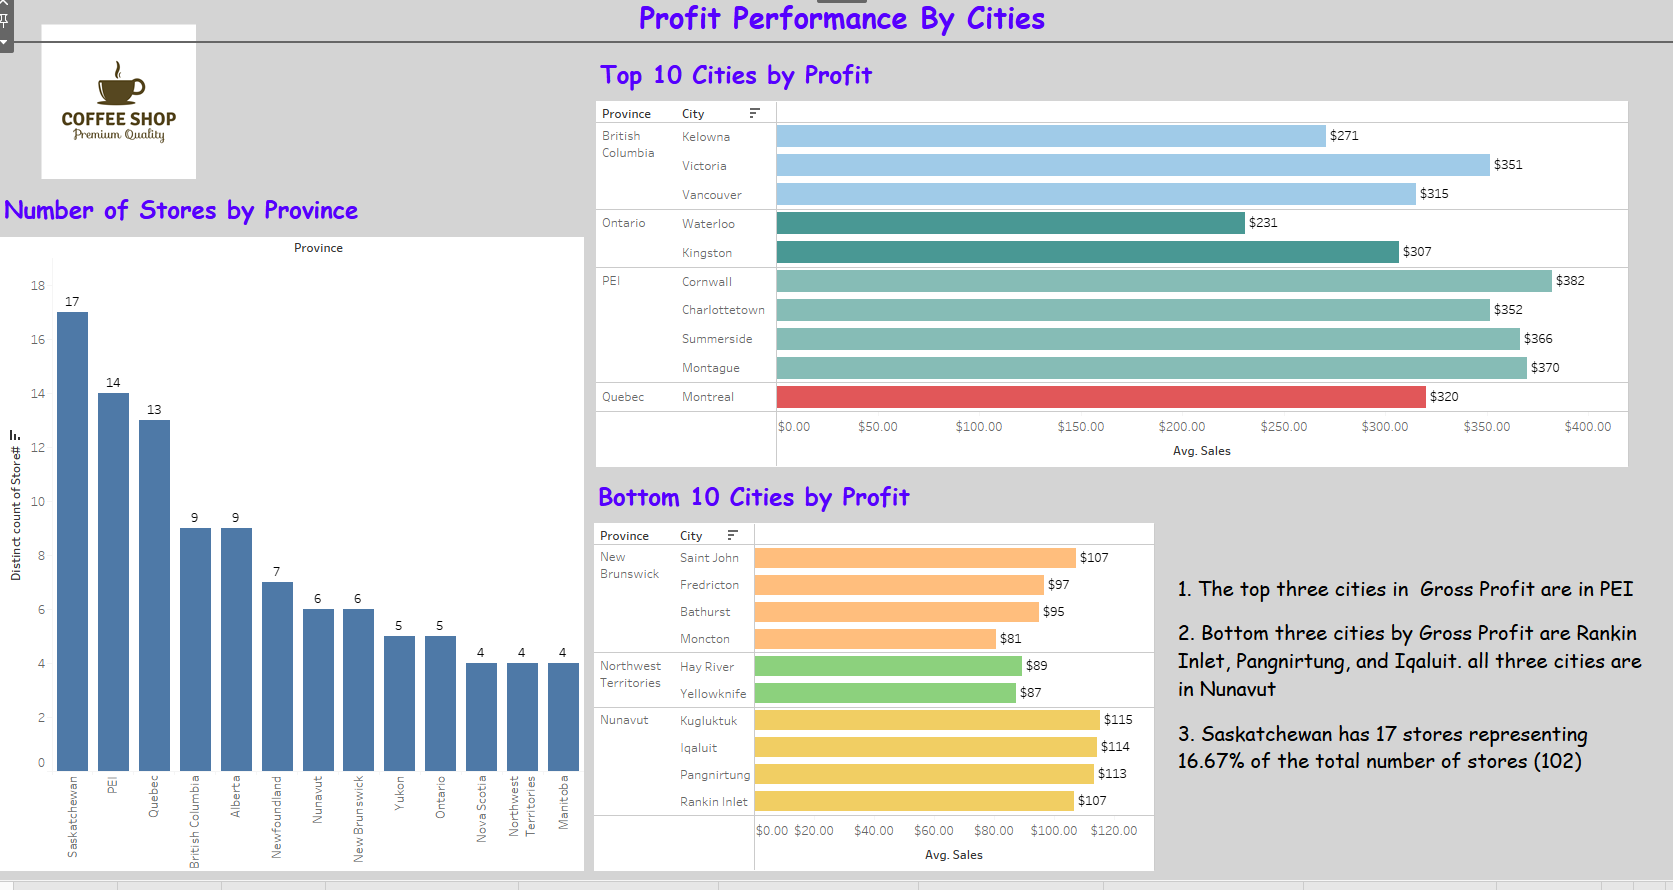 Profit Performance By Cities
COFFEE SHOP
Premium Quality
Number of Stores by Province
Province
Distinct count of Store#
18
16
14
12
10
8
6
4
2
0
17
14
13
9
9
7
6
6
5
5
4
4
4
Saskatchewan
PEI
Quebec
British Columbia
Alberta
Newfoundland
Nunavut
New Brunswick
Yukon
Ontario
Nova Scotia
Northwest
Territories
Manitoba
Top 10 Cities by Profit
Province City
British
Columbia
Kelowna $271
Victoria $351
Vancouver $315
Ontario Waterloo $231
Kingston $307
PEI Cornwall $382
Charlottetown $352
Summerside $366
Montague $370
Quebec Montreal $320
$0.00 $50.00 $100.00 $150.00 $200.00 $250.00 $300.00 $350.00 $400.00
Avg. Sales
Bottom 10 Cities by Profit
Province City
New
Brunswick
Saint John $107
Fredricton $97
Bathurst $95
Moncton $81
Northwest
Territories
Hay River $89
Yellowknife $87
Nunavut Kugluktuk $115
Iqaluit $114
Pangnirtung $113
Rankin Inlet $107
$0.00 $20.00 $40.00 $60.00 $80.00 $100.00 $120.00
Avg. Sales
1. The top three cities in  Gross Profit are in PEI
2. Bottom three cities by Gross Profit are Rankin
Inlet, Pangnirtung, and Iqaluit. all three cities are
in Nunavut
3. Saskatchewan has 17 stores representing
16.67% of the total number of stores (102)